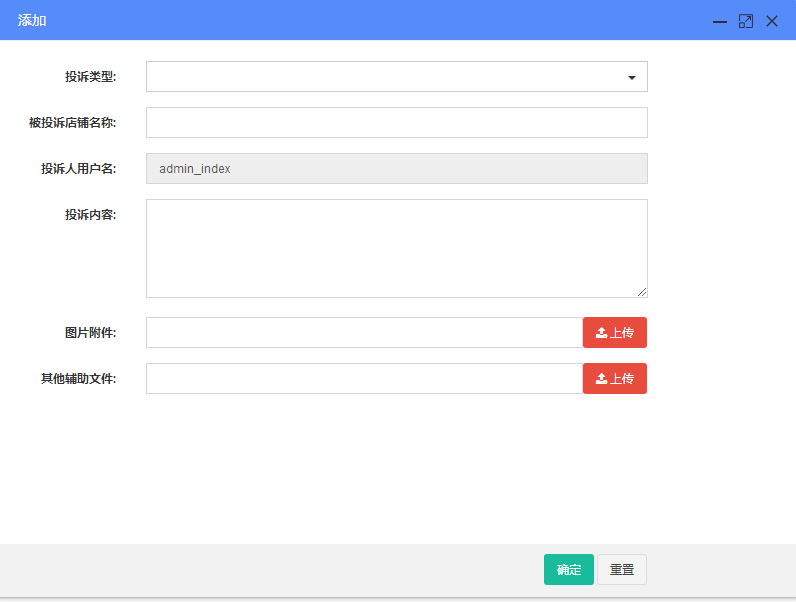 添加
投诉类型:
被投诉店铺名称:
投诉人用户名: admin_index
投诉内容:
图片附件: 上传
其他辅助文件: 上传
确定 重置